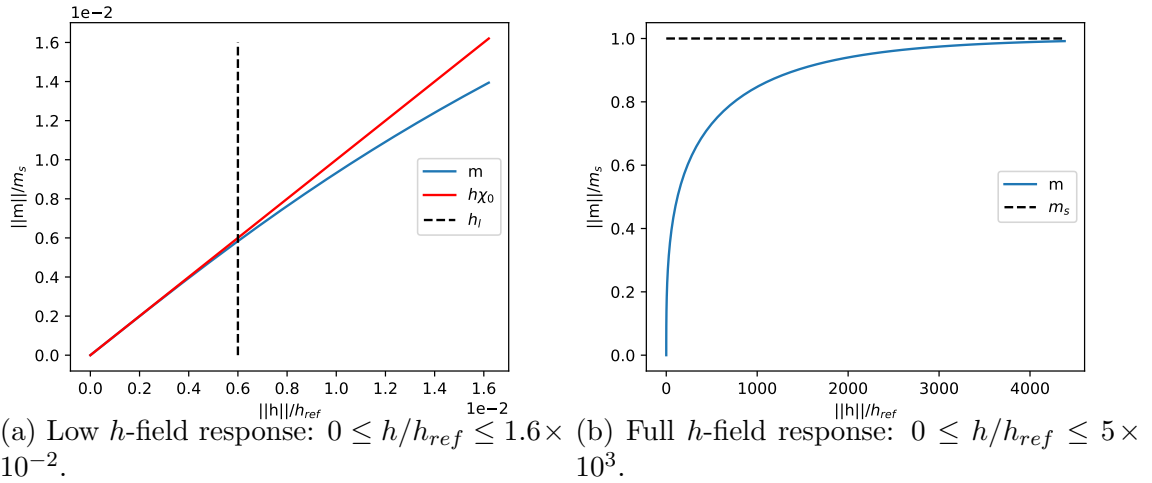 1e−2
1.6
1.4
1.2
1.0
0.8
0.6
0.4
0.2
0.0
||m||/m_s
m
hχ_0
h_l
0.0 0.2 0.4 0.6 0.8 1.0 1.2 1.4 1.6
||h||/h_ref
1e−2
1.0
0.8
0.6
0.4
0.2
0.0
||m||/m_s
m
m_s
0 1000 2000 3000 4000
||h||/h_ref
(a) Low h-field response: 0 ≤ h/h_ref ≤ 1.6×
10^−2.
(b) Full h-field response: 0 ≤ h/h_ref ≤ 5×
10^3.